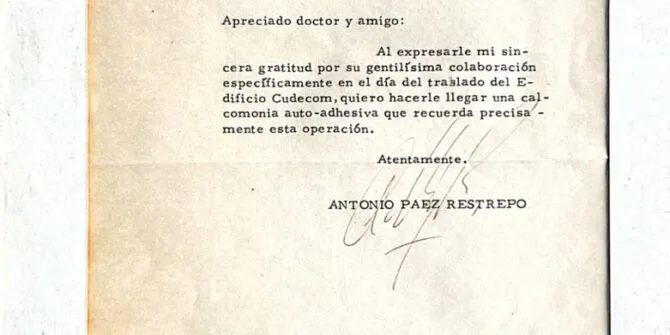 Apreciado doctor y amigo:
Al expresarle mi sin-
cera gratitud por su gentilísima colaboración
específicamente en el día del traslado del E-
dificio Cudecom, quiero hacerle llegar una cal-
comonia auto-adhesiva que recuerda precisa -
mente esta operación.
Atentamente.
ANTONIO PAEZ RESTREPO